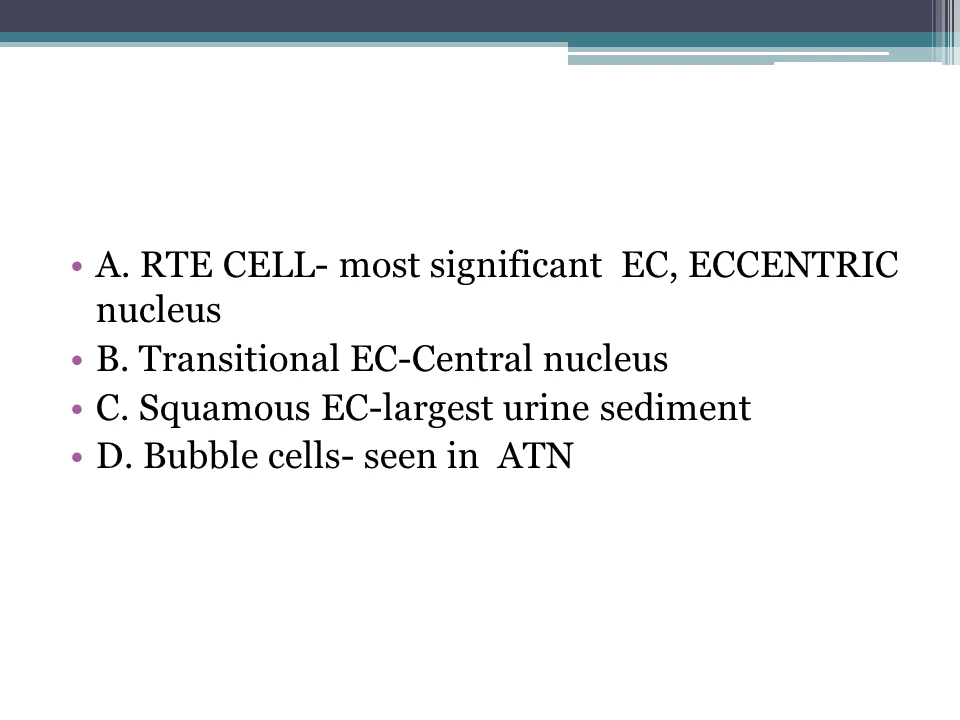 • A. RTE CELL- most significant  EC, ECCENTRIC
nucleus
• B. Transitional EC-Central nucleus
• C. Squamous EC-largest urine sediment
• D. Bubble cells- seen in  ATN